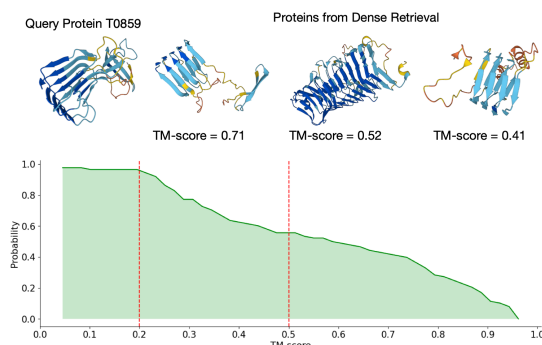 Query Protein T0859
Proteins from Dense Retrieval
TM-score = 0.71
TM-score = 0.52
TM-score = 0.41
1.0
0.8
0.6
0.4
0.2
0.0
Probability
0.0 0.1 0.2 0.3 0.4 0.5 0.6 0.7 0.8 0.9 1.0
TM-score